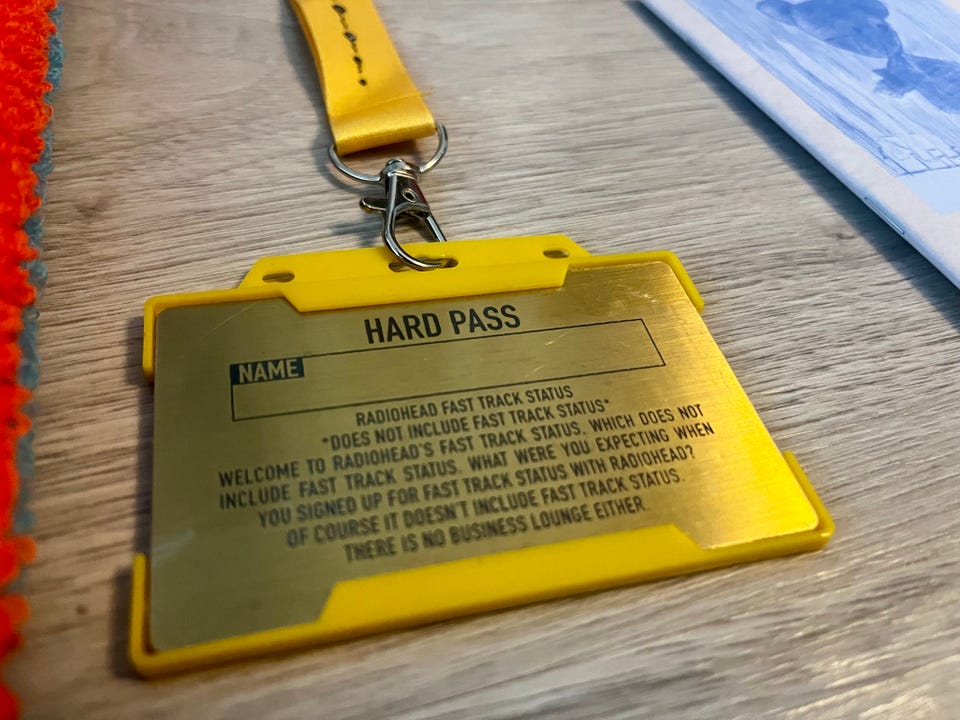 HARD PASS
NAME
RADIOHEAD FAST TRACK STATUS
*DOES NOT INCLUDE FAST TRACK STATUS*
WELCOME TO RADIOHEAD'S FAST TRACK STATUS. WHICH DOES NOT
INCLUDE FAST TRACK STATUS. WHAT WERE YOU EXPECTING WHEN
YOU SIGNED UP FOR FAST TRACK STATUS WITH RADIOHEAD?
OF COURSE IT DOESN'T INCLUDE FAST TRACK STATUS.
THERE IS NO BUSINESS LOUNGE EITHER.